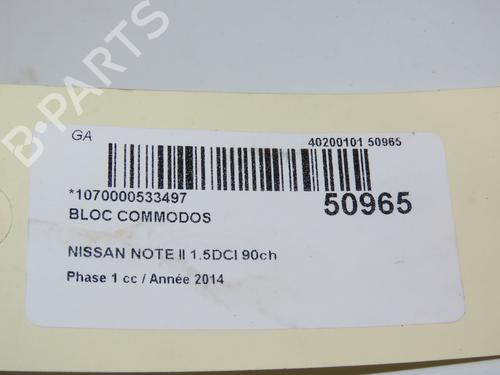 GA
40200101 50965
*1070000533497
50965
BLOC COMMODOS
NISSAN NOTE II 1.5DCI 90ch
Phase 1 cc / Année 2014
B-PARTS